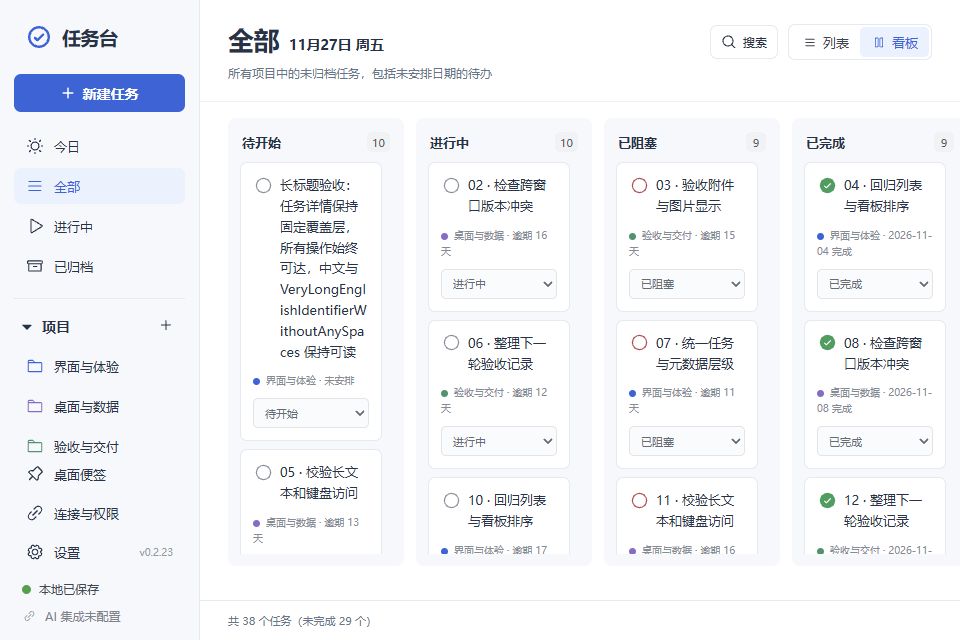 任务台
新建任务
今日
全部
进行中
已归档
项目
界面与体验
桌面与数据
验收与交付
桌面便签
连接与权限
设置 v0.2.23
本地已保存
AI 集成未配置
全部 11月27日 周五
所有项目中的未归档任务，包括未安排日期的待办
搜索
列表
看板
待开始 10
长标题验收：
任务详情保持
固定覆盖层，
所有操作始终
可达，中文与
VeryLongEngl
ishIdentifierW
ithoutAnySpa
ces 保持可读
界面与体验 · 未安排
待开始
05 · 校验长文
本和键盘访问
桌面与数据 · 逾期 13
天
进行中 10
02 · 检查跨窗
口版本冲突
桌面与数据 · 逾期 16
天
进行中
06 · 整理下一
轮验收记录
验收与交付 · 逾期 12
天
进行中
10 · 回归列表
与看板排序
界面与体验 · 逾期 17
已阻塞 9
03 · 验收附件
与图片显示
验收与交付 · 逾期 15
天
已阻塞
07 · 统一任务
与元数据层级
界面与体验 · 逾期 11
天
已阻塞
11 · 校验长文
本和键盘访问
桌面与数据 · 逾期 16
已完成 9
04 · 回归列表
与看板排序
界面与体验 · 2026-11-
04 完成
已完成
08 · 检查跨窗
口版本冲突
桌面与数据 · 2026-11-
08 完成
已完成
12 · 整理下一
轮验收记录
验收与交付 · 2026-11-
共 38 个任务（未完成 29 个）